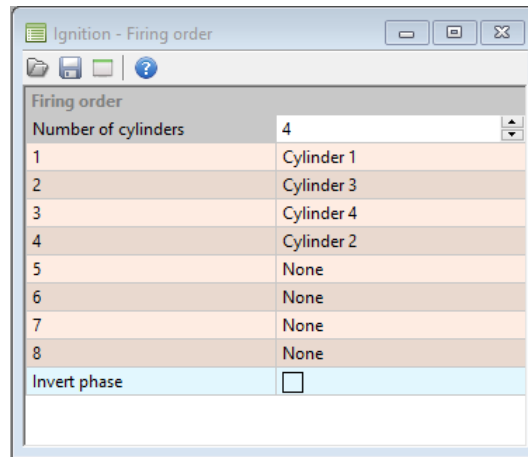 Ignition - Firing order
Firing order
Number of cylinders 4
1 Cylinder 1
2 Cylinder 3
3 Cylinder 4
4 Cylinder 2
5 None
6 None
7 None
8 None
Invert phase